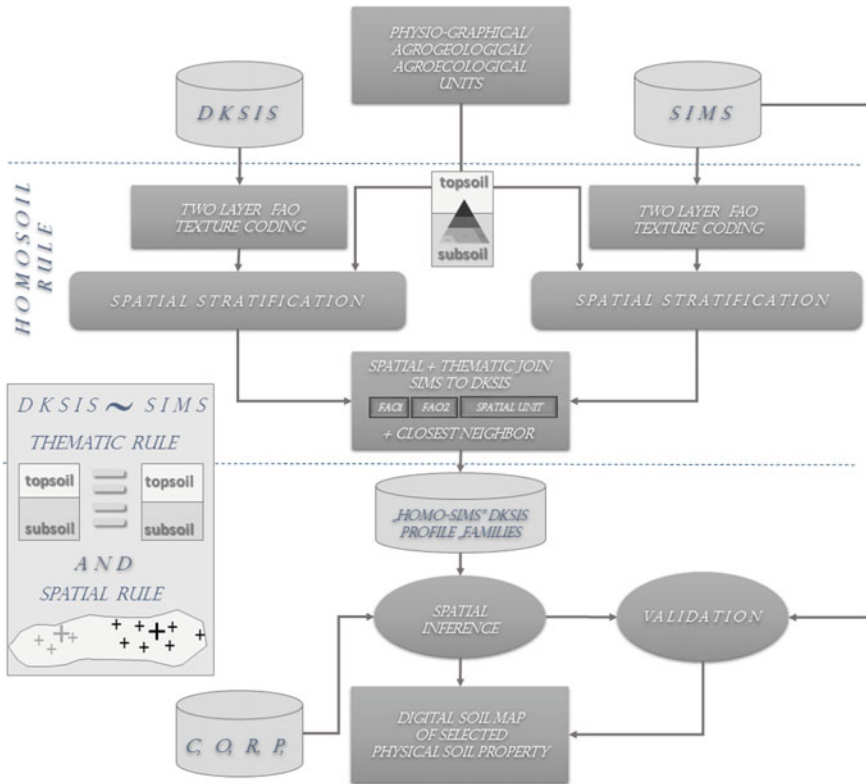 PHYSIO-GRAPHICAL/
AGROGEOLOGICAL/
AGROECOLOGICAL
UNITS
DKSIS
SIMS
HOMOSOIL
RULE
TWO LAYER FAO
TEXTURE CODING
topsoil
subsoil
TWO LAYER FAO
TEXTURE CODING
SPATIAL STRATIFICATION
SPATIAL STRATIFICATION
SPATIAL + THEMATIC JOIN
SIMS TO DKSIS
FAO1 FAO2 SPATIAL UNIT
+ CLOSEST NEIGHBOR
DKSIS ~ SIMS
THEMATIC RULE
topsoil topsoil
subsoil subsoil
AND
SPATIAL RULE
„HOMO-SIMS" DKSIS
PROFILE „FAMILIES
SPATIAL
INFERENCE
VALIDATION
C, O, R, P,
DIGITAL SOIL MAP
OF SELECTED
PHYSICAL SOIL PROPERTY